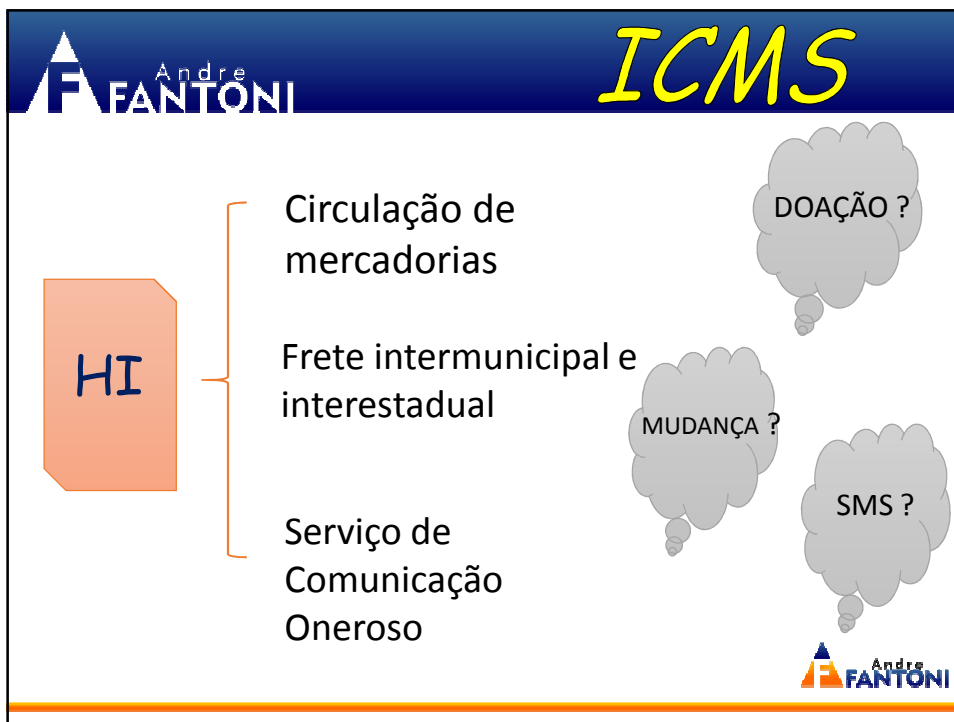 Andre
FANTONI
ICMS
HI
Circulação de
mercadorias
DOAÇÃO ?
Frete intermunicipal e
interestadual
MUDANÇA ?
SMS ?
Serviço de
Comunicação
Oneroso
Andre
FANTONI